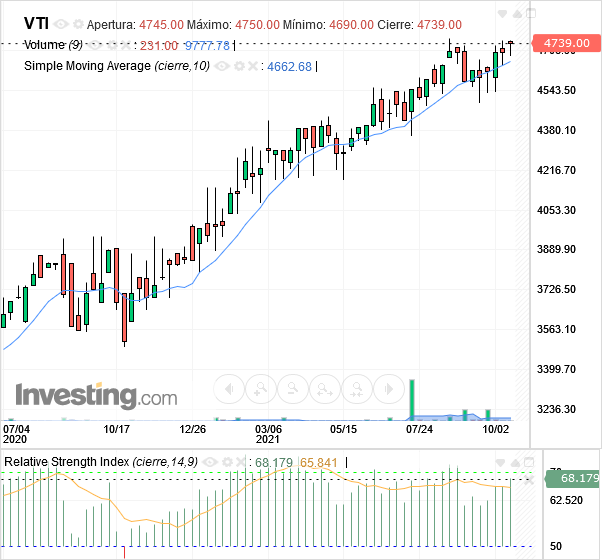 VTI Apertura: 4745.00 Máximo: 4750.00 Mínimo: 4690.00 Cierre: 4739.00
Volume (9) : 231.00 9777.78
4739.00
Simple Moving Average (cierre,10) : 4662.68
4543.50
4380.10
4216.70
4053.30
3889.90
3726.50
3563.10
3399.70
Investing.com
3236.30
07/04 10/17 12/26 03/06 05/15 07/24 10/02
2020 2021
Relative Strength Index (cierre,14,9) : 68.179 65.841
68.179
62.520
50